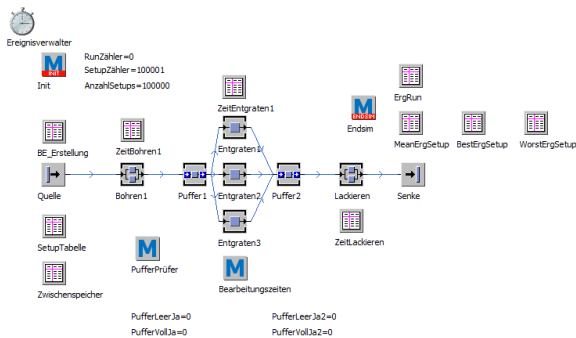 Ereignisverwalter
M
INIT
Init
RunZähler=0
SetupZähler=100001
AnzahlSetups=100000
ZeitEntgraten1
M
ENDSIM
Endsim
ErgRun
MeanErgSetup
BestErgSetup
WorstErgSetup
BE_Erstellung
ZeitBohren1
Entgraten1/
Quelle
Bohren1
Puffer1
Entgraten2
Puffer2
Lackieren
Senke
SetupTabelle
M
PufferPrüfer
Entgraten3
ZeitLackieren
Zwischenspeicher
M
Bearbeitungszeiten
PufferLeerJa=0
PufferVollJa=0
PufferLeerJa2=0
PufferVollJa2=0